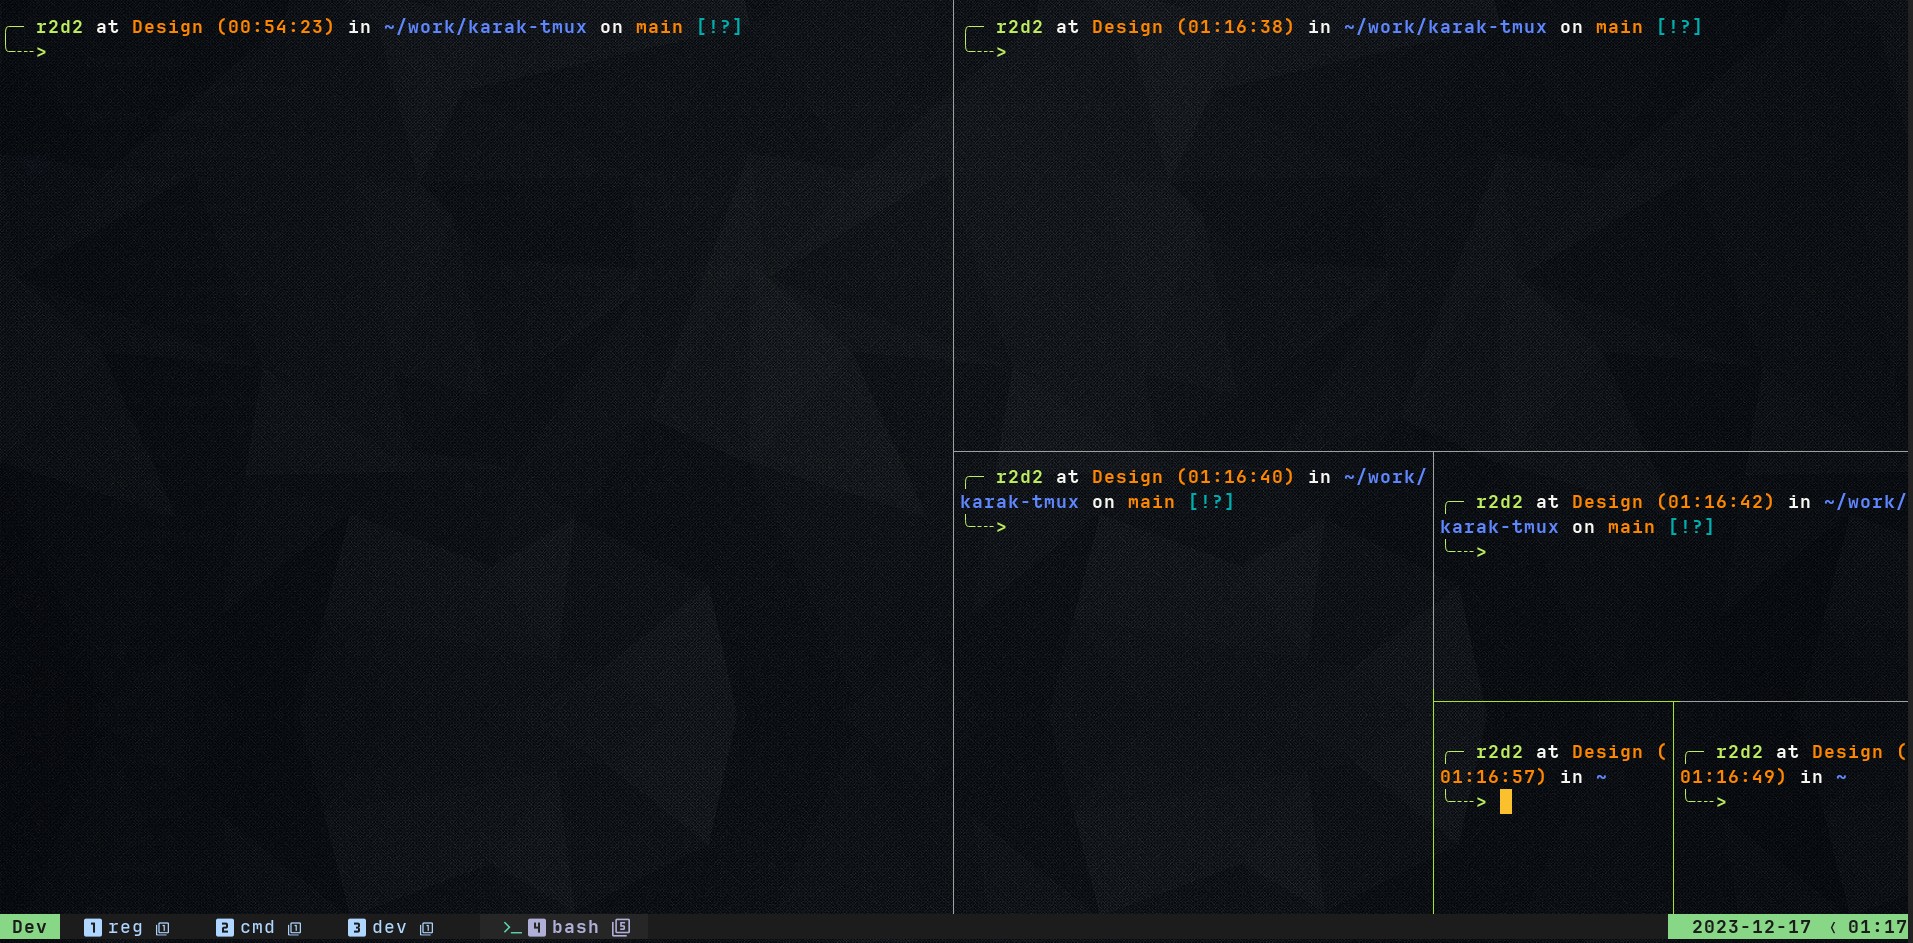 ╭─ r2d2 at Design (00:54:23) in ~/work/karak-tmux on main [!?]
╰---->
╭─ r2d2 at Design (01:16:38) in ~/work/karak-tmux on main [!?]
╰---->
╭─ r2d2 at Design (01:16:40) in ~/work/
karak-tmux on main [!?]
╰---->
╭─ r2d2 at Design (01:16:42) in ~/work/
karak-tmux on main [!?]
╰---->
╭─ r2d2 at Design (
01:16:57) in ~
╰---->
╭─ r2d2 at Design (
01:16:49) in ~
╰---->
Dev 1 reg 1 2 cmd 1 3 dev 1 >_ 4 bash 5 2023-12-17 ⟨ 01:17